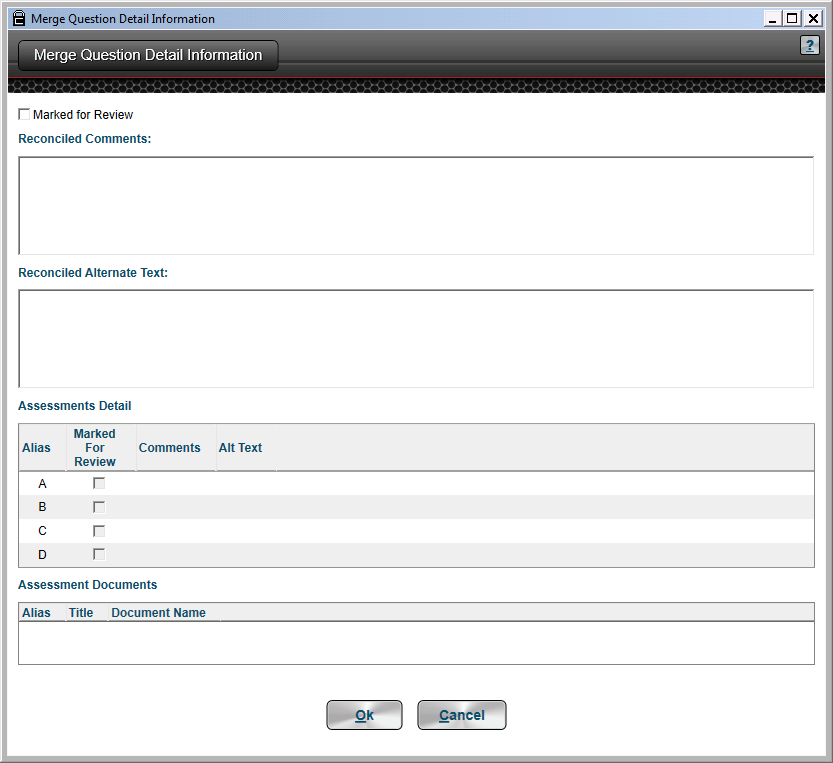 Merge Question Detail Information
Merge Question Detail Information
?
Marked for Review
Reconciled Comments:
Reconciled Alternate Text:
Assessments Detail
Alias Marked For Review Comments Alt Text
A
B
C
D
Assessment Documents
Alias Title Document Name
Ok Cancel